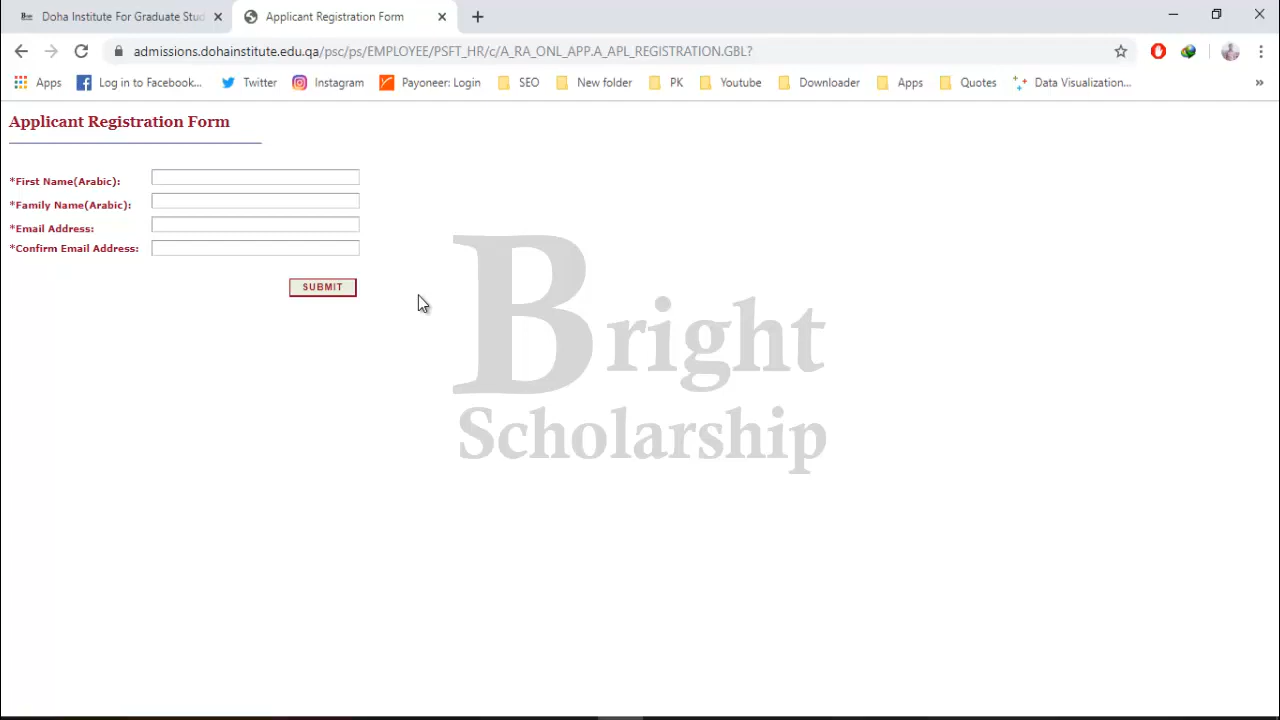 Doha Institute For Graduate Stud
Applicant Registration Form
admissions.dohainstitute.edu.qa/psc/ps/EMPLOYEE/PSFT_HR/c/A_RA_ONL_APP.A_APL_REGISTRATION.GBL?
Apps Log in to Facebook... Twitter Instagram Payoneer: Login SEO New folder PK Youtube Downloader Apps Quotes Data Visualization... »
Applicant Registration Form
*First Name(Arabic):
*Family Name(Arabic):
*Email Address:
*Confirm Email Address:
SUBMIT
Bright
Scholarship